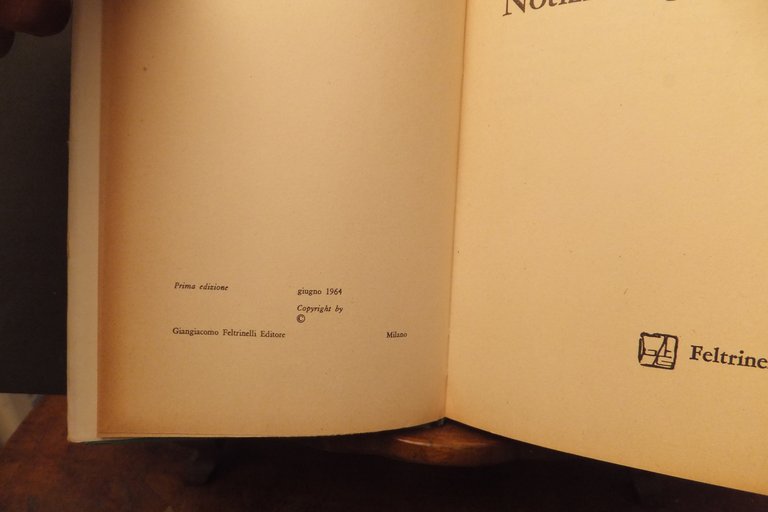 Prima edizione giugno 1964
Copyright by
©
Giangiacomo Feltrinelli Editore Milano
Feltrine